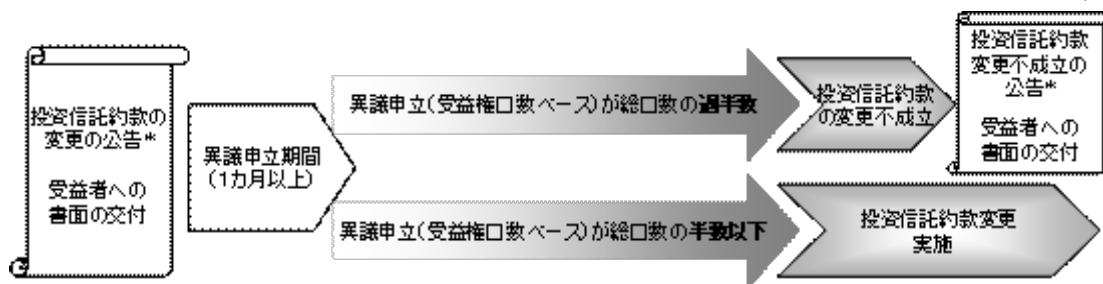 投資信託約款の
変更の公告*
受益者への
書面の交付
異議申立期間
(1カ月以上)
異議申立(受益権口数ベース)が総口数の過半数
投資信託約款
の変更不成立
投資信託約款
変更不成立の
公告*
受益者への
書面の交付
異議申立(受益権口数ベース)が総口数の半数以下
投資信託約款変更
実施